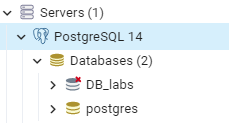 Servers (1)
PostgreSQL 14
Databases (2)
DB_labs
postgres